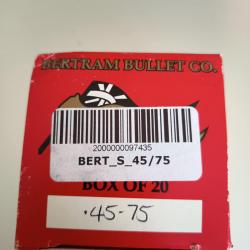 BERTRAM BULLET CO.
2000000097435
BERT_S_45/75
BOX OF 20
.45-75